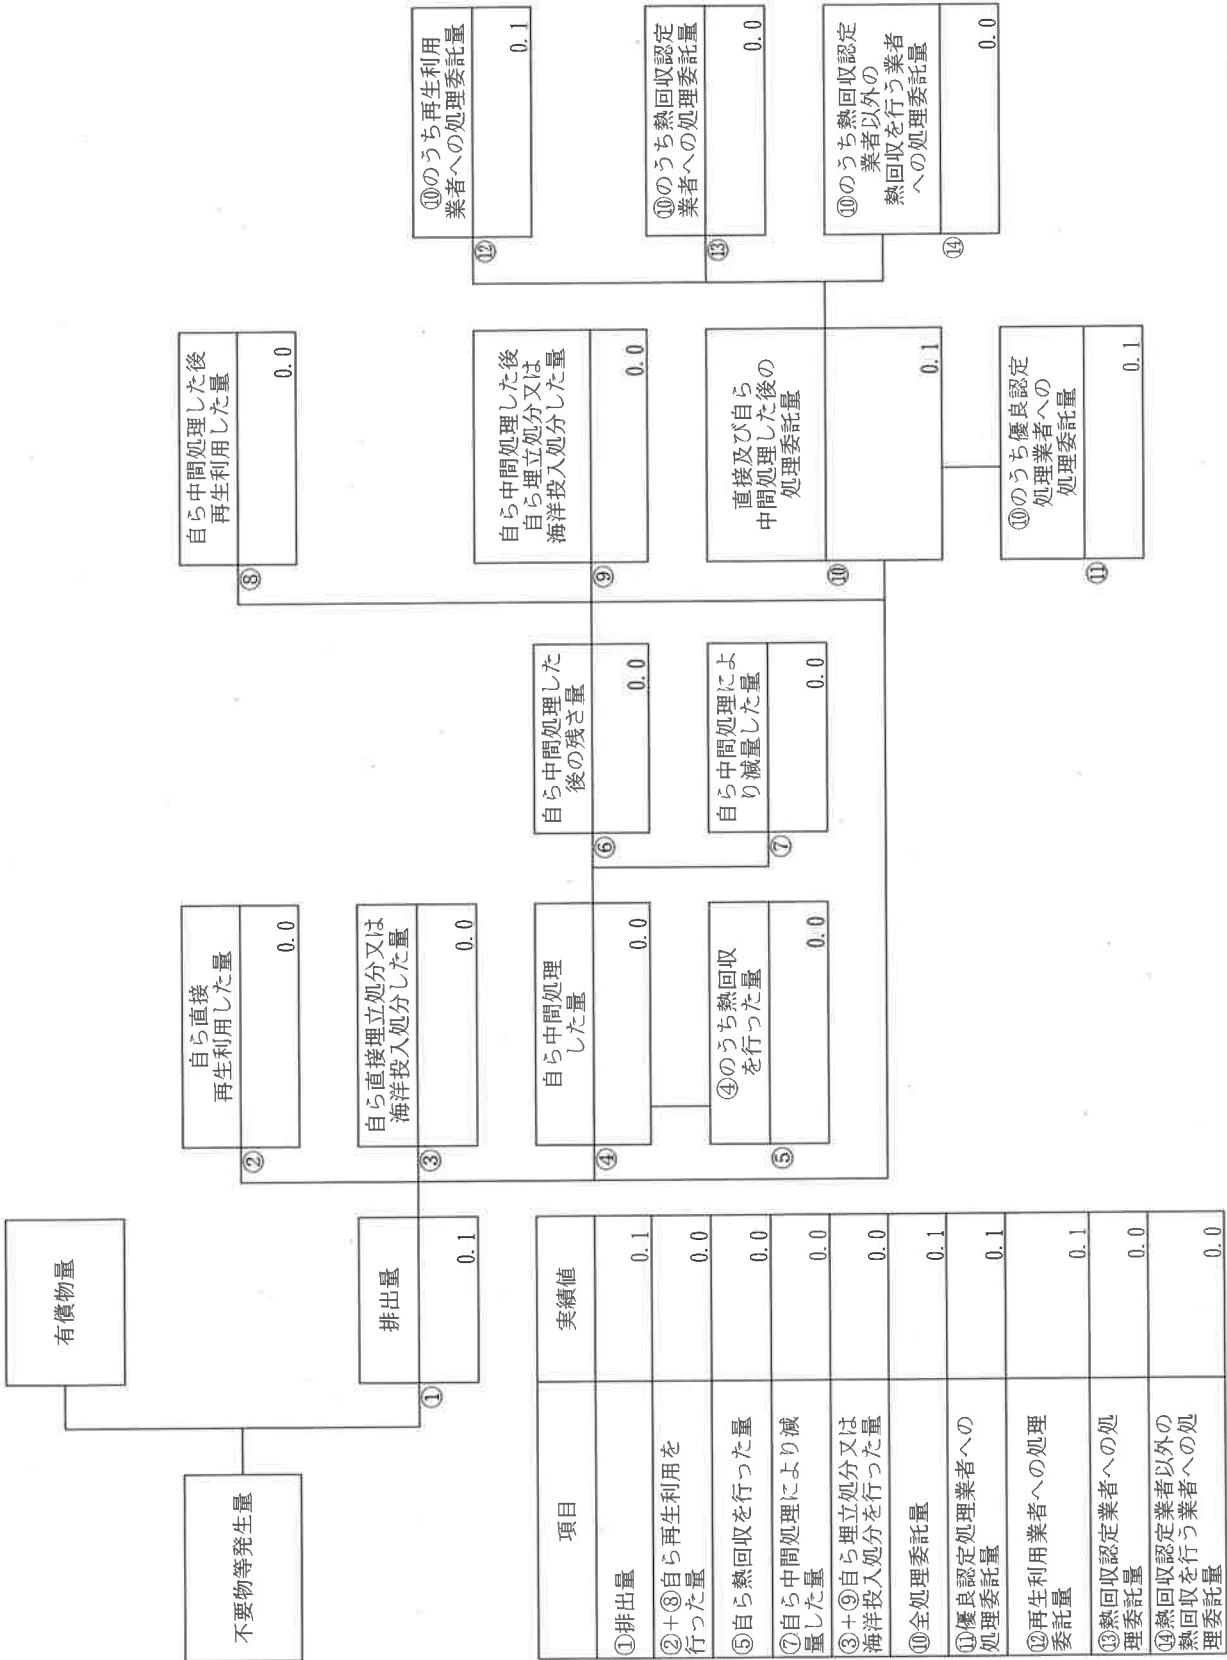 不要物等発生量
有償物量
①
排出量
0.1
②
自ら直接
再生利用した量
0.0
③
自ら直接埋立処分又は
海洋投入処分した量
0.0
④
自ら中間処理
した量
0.0
⑤
④のうち熱回収
を行った量
0.0
⑥
自ら中間処理した
後の残さ量
0.0
⑦
自ら中間処理によ
り減量した量
0.0
⑧
自ら中間処理した後
再生利用した量
0.0
⑨
自ら中間処理した後
自ら埋立処分又は
海洋投入処分した量
0.0
⑩
直接及び自ら
中間処理した後の
処理委託量
0.1
⑪
⑩のうち優良認定
処理業者への
処理委託量
0.1
⑫
⑩のうち再生利用
業者への処理委託量
0.1
⑬
⑩のうち熱回収認定
業者への処理委託量
0.0
⑭
⑩のうち熱回収認定
業者以外の
熱回収を行う業者
への処理委託量
0.0
項目 実績値
①排出量 0.1
②+⑧自ら再生利用を
行った量 0.0
⑤自ら熱回収を行った量 0.0
⑦自ら中間処理により減
量した量 0.0
③+⑨自ら埋立処分又は
海洋投入処分を行った量 0.0
⑩全処理委託量 0.1
⑪優良認定処理業者への
処理委託量 0.1
⑫再生利用業者への処理
委託量 0.1
⑬熱回収認定業者への処
理委託量 0.0
⑭熱回収認定業者以外の
熱回収を行う業者への処
理委託量 0.0